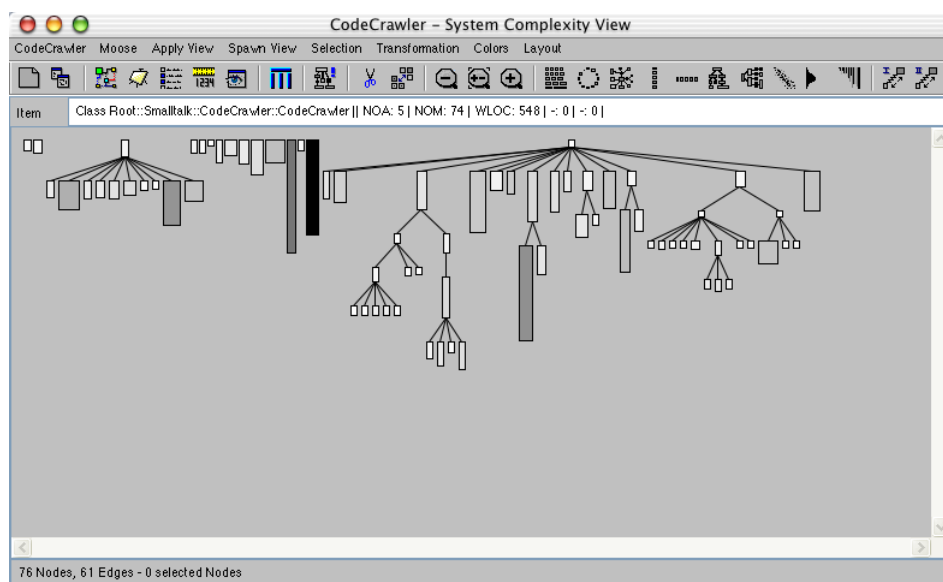 CodeCrawler – System Complexity View
CodeCrawler Moose Apply View Spawn View Selection Transformation Colors Layout
1234
Item Class Root::Smalltalk::CodeCrawler::CodeCrawler || NOA: 5 | NOM: 74 | WLOC: 548 | -: 0 | -: 0 |
76 Nodes, 61 Edges - 0 selected Nodes